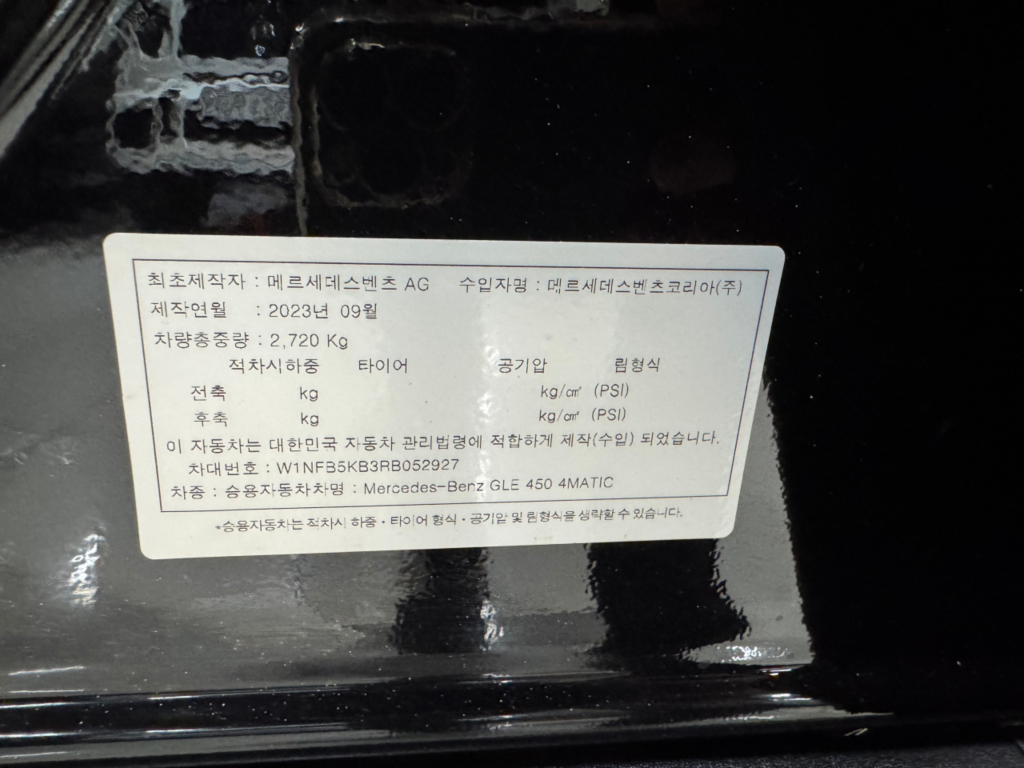 최초제작자 : 메르세데스벤츠 AG 수입자명 : 메르세데스벤츠코리아(주)
제작연월 : 2023년 09월
차량총중량 : 2,720 Kg
적차시하중 타이어 공기압 림형식
전축 kg kg/㎠ (PSI)
후축 kg kg/㎠ (PSI)
이 자동차는 대한민국 자동차 관리법령에 적합하게 제작(수입) 되었습니다.
차대번호 : W1NFB5KB3RB052927
차종 : 승용자동차차명 : Mercedes-Benz GLE 450 4MATIC
*승용자동차는 적차시 하중·타이어 형식·공기압 및 림형식을 생략할 수 있습니다.